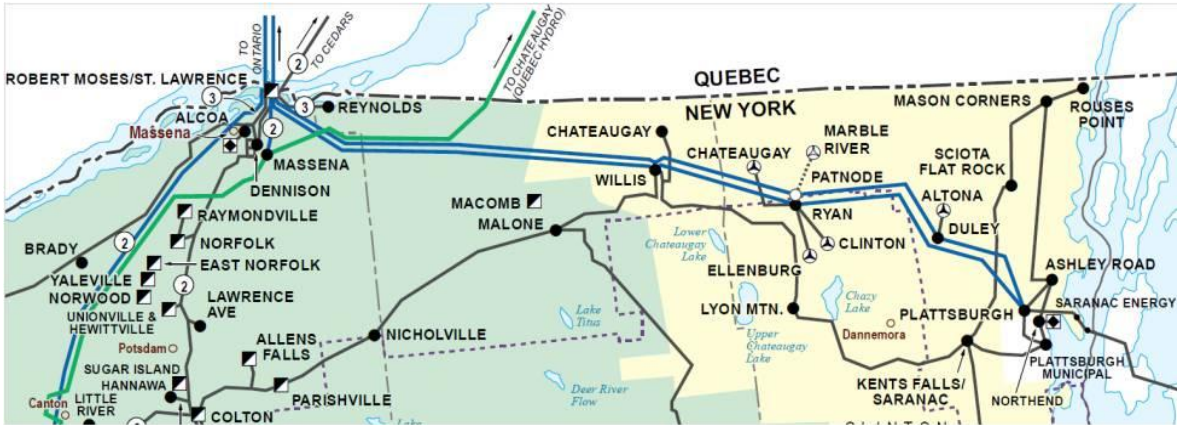 TO
ONTARIO
2
TO CEDARS
TO CHATEAUGAY
(QUEBEC HYDRO)
QUEBEC
NEW YORK
ROBERT MOSES/ST. LAWRENCE
3
3
REYNOLDS
ALCOA
Massena
2
MASSENA
DENNISON
MASON CORNERS
ROUSES
POINT
CHATEAUGAY
CHATEAUGAY
MARBLE
RIVER
SCIOTA
FLAT ROCK
WILLIS
PATNODE
RYAN
ALTONA
DULEY
MACOMB
MALONE
RAYMONDVILLE
BRADY
2
NORFOLK
EAST NORFOLK
YALEVILLE
NORWOOD
2
Lower
Chateaugay
Lake
CLINTON
ELLENBURG
ASHLEY ROAD
UNIONVILLE &
HEWITTVILLE
LAWRENCE
AVE
LYON MTN.
Chazy
Lake
PLATTSBURGH
SARANAC ENERGY
Lake
Titus
Dannemora
Upper
Chateaugay
Lake
NICHOLVILLE
Potsdam
ALLENS
FALLS
PLATTSBURGH
MUNICIPAL
SUGAR ISLAND
HANNAWA
KENTS FALLS/
SARANAC
NORTHEND
Deer River
Flow
PARISHVILLE
Canton
LITTLE
RIVER
COLTON
Lake
CLINTON